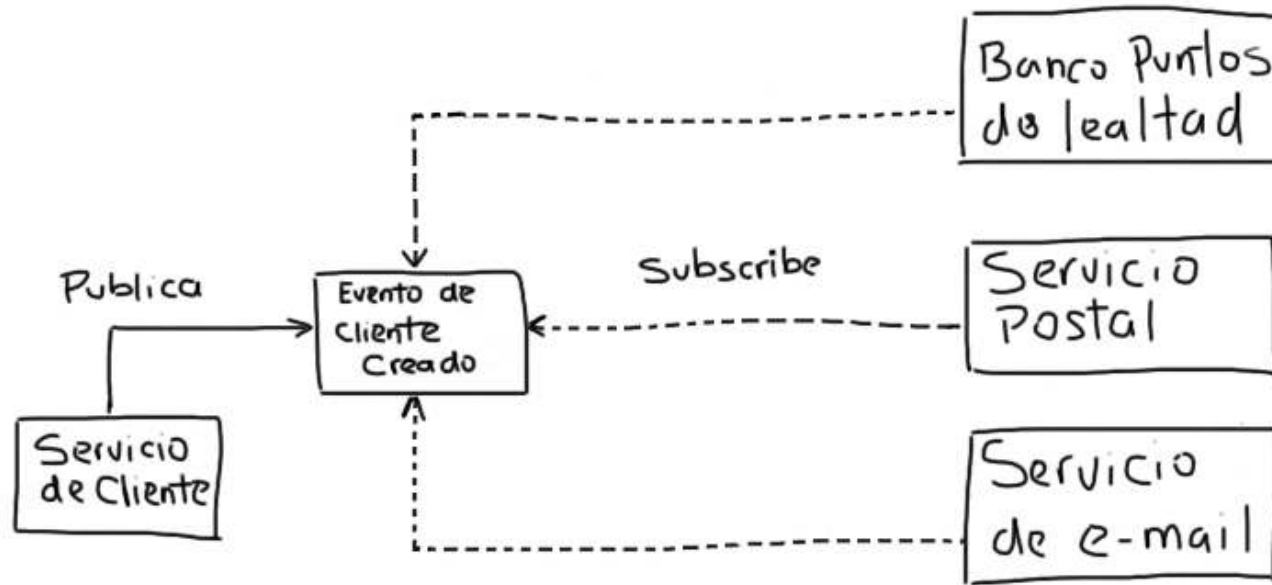 Banco Puntos
de lealtad
Publica
Subscribe
Evento de
Cliente
Creado
Servicio
Postal
Servicio
de Cliente
Servicio
de e-mail